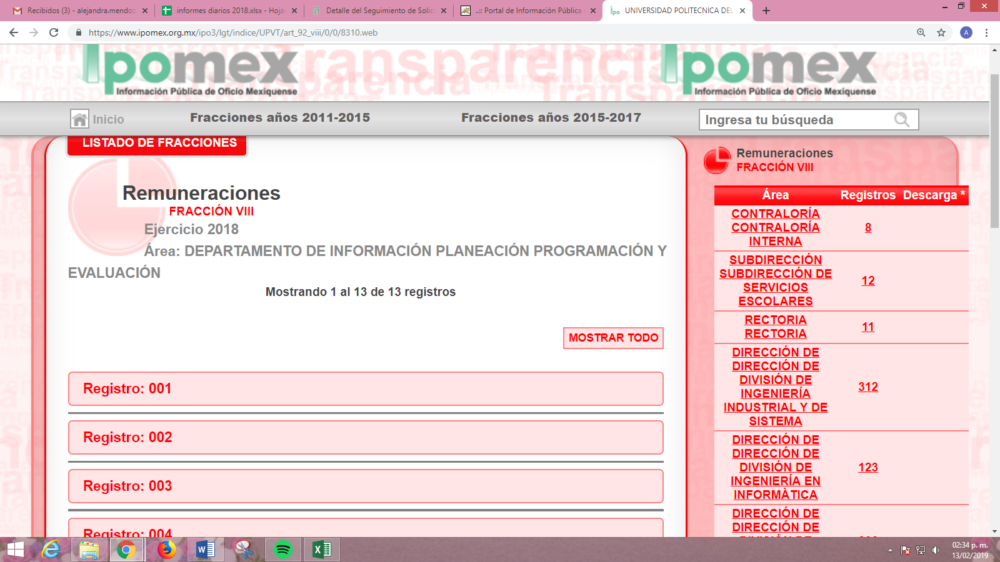 Recibidos (3) - alejandra.mendoz
informes diarios 2018.xlsx - Hoja
Detalle del Seguimiento de Solic
..:: Portal de Información Pública
UNIVERSIDAD POLITECNICA DEL
https://www.ipomex.org.mx/ipo3/lgt/indice/UPVT/art_92_viii/0/0/8310.web
A
Transparencia
Ipomex
Información Pública de Oficio Mexiquense
Ipomex
Información Pública de Oficio Mexiquense
Inicio
Fracciones años 2011-2015
Fracciones años 2015-2017
Ingresa tu búsqueda
LISTADO DE FRACCIONES
Remuneraciones
FRACCIÓN VIII
Ejercicio 2018
Área: DEPARTAMENTO DE INFORMACIÓN PLANEACIÓN PROGRAMACIÓN Y
EVALUACIÓN
Mostrando 1 al 13 de 13 registros
MOSTRAR TODO
Registro: 001
Registro: 002
Registro: 003
Registro: 004
Remuneraciones
FRACCIÓN VIII
Área Registros Descarga *
CONTRALORÍA
CONTRALORÍA
INTERNA
8
SUBDIRECCIÓN
SUBDIRECCIÓN DE
SERVICIOS
ESCOLARES
12
RECTORIA
RECTORIA
11
DIRECCIÓN DE
DIRECCIÓN DE
DIVISIÓN DE
INGENIERÍA
INDUSTRIAL Y DE
SISTEMA
312
DIRECCIÓN DE
DIRECCIÓN DE
DIVISIÓN DE
INGENIERÍA EN
INFORMÀTICA
123
DIRECCIÓN DE
DIRECCIÓN DE
02:34 p. m.
13/02/2019